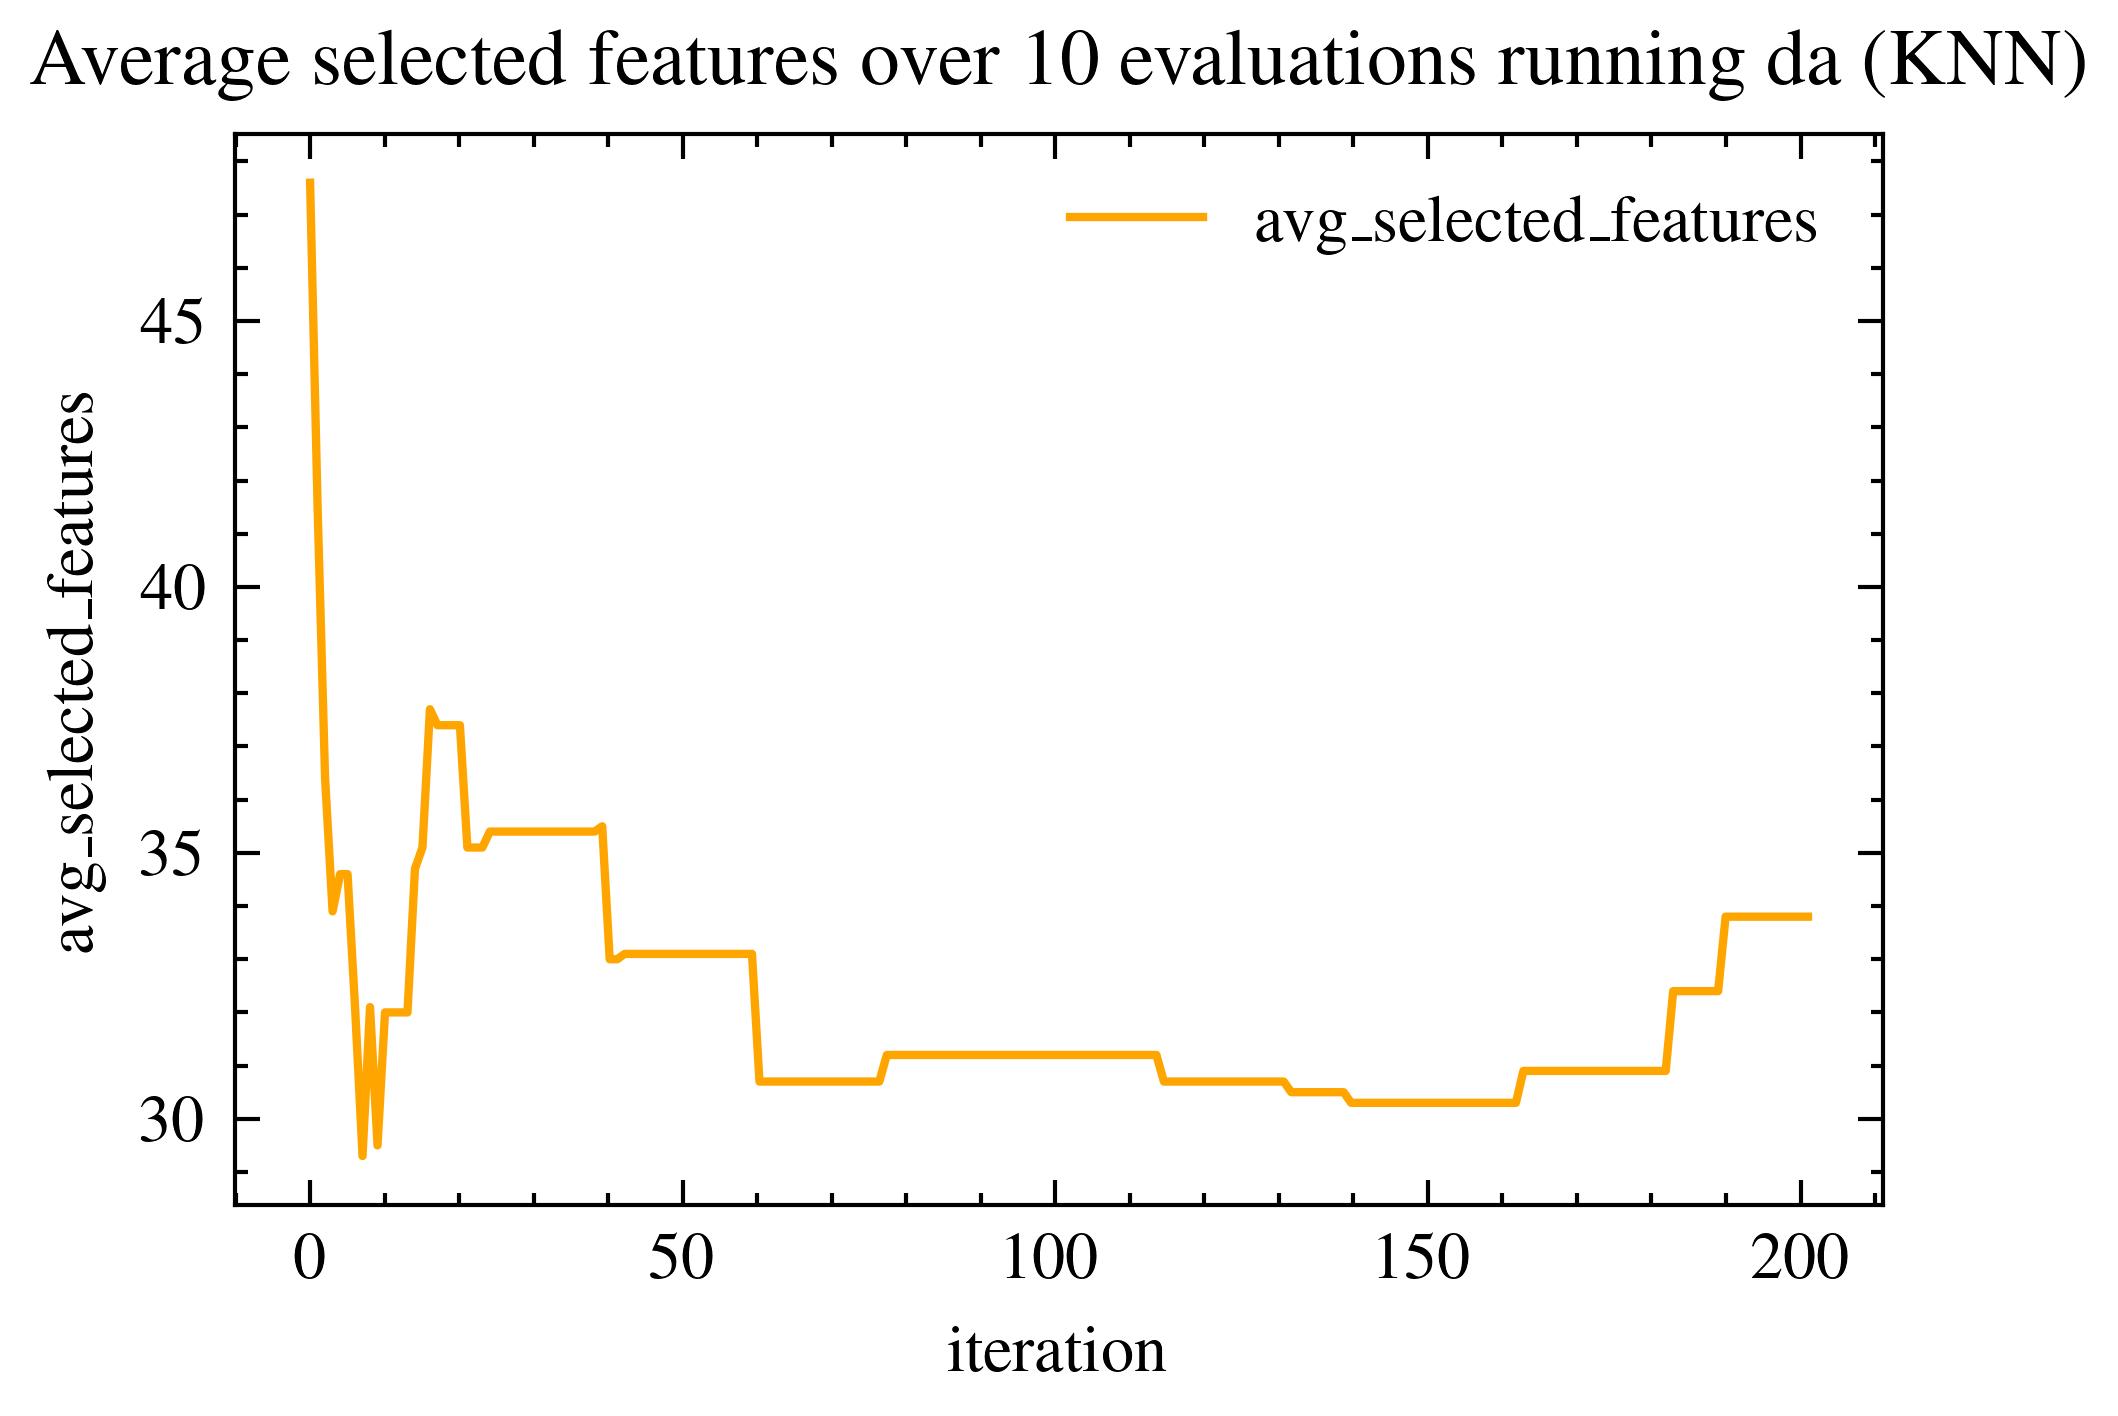 Average selected features over 10 evaluations running da (KNN)
avg_selected_features
avg_selected_features
45
40
35
30
0 50 100 150 200
iteration